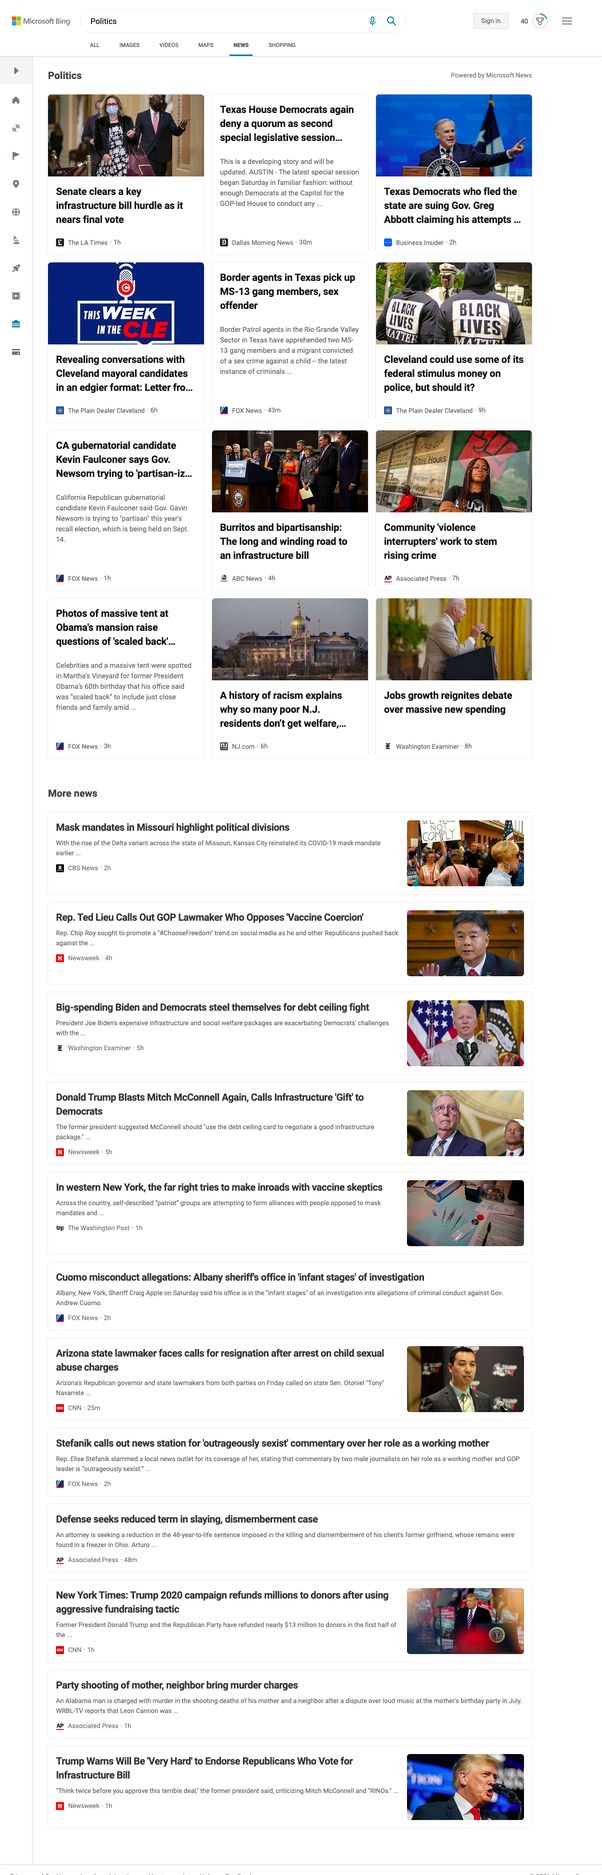 Microsoft Bing
Politics
Sign in
40
ALL
IMAGES
VIDEOS
MAPS
NEWS
SHOPPING
Politics
Powered by Microsoft News
Senate clears a key
infrastructure bill hurdle as it
nears final vote
The LA Times · 1h
Texas House Democrats again
deny a quorum as second
special legislative session...
This is a developing story and will be
updated. AUSTIN - The latest special session
began Saturday in familiar fashion: without
enough Democrats at the Capitol for the
GOP-led House to conduct any ...
Dallas Morning News · 30m
Texas Democrats who fled the
state are suing Gov. Greg
Abbott claiming his attempts ...
Business Insider · 2h
THIS WEEK
IN THE CLE
Revealing conversations with
Cleveland mayoral candidates
in an edgier format: Letter fro...
The Plain Dealer Cleveland · 6h
Border agents in Texas pick up
MS-13 gang members, sex
offender
Border Patrol agents in the Rio Grande Valley
Sector in Texas have apprehended two MS-
13 gang members and a migrant convicted
of a sex crime against a child – the latest
instance of criminals ...
FOX News · 43m
BLACK
LIVES
MATTER
BLACK
LIVES
MATTER
Cleveland could use some of its
federal stimulus money on
police, but should it?
The Plain Dealer Cleveland · 9h
CA gubernatorial candidate
Kevin Faulconer says Gov.
Newsom trying to 'partisan-iz...
California Republican gubernatorial
candidate Kevin Faulconer said Gov. Gavin
Newsom is trying to "partisan" this year's
recall election, which is being held on Sept.
14.
FOX News · 1h
Burritos and bipartisanship:
The long and winding road to
an infrastructure bill
ABC News · 4h
Community 'violence
interrupters' work to stem
rising crime
AP
Associated Press · 7h
Photos of massive tent at
Obama's mansion raise
questions of 'scaled back'...
Celebrities and a massive tent were spotted
in Martha's Vineyard for former President
Obama's 60th birthday that his office said
was "scaled back" to include just close
friends and family amid ...
FOX News · 3h
A history of racism explains
why so many poor N.J.
residents don't get welfare,...
NJ.com · 6h
Jobs growth reignites debate
over massive new spending
Washington Examiner · 8h
More news
Mask mandates in Missouri highlight political divisions
With the rise of the Delta variant across the state of Missouri, Kansas City reinstated its COVID-19 mask mandate
earlier ...
CBS News · 2h
NOT
COMPLY
Rep. Ted Lieu Calls Out GOP Lawmaker Who Opposes 'Vaccine Coercion'
Rep. Chip Roy sought to promote a "#ChooseFreedom" trend on social media as he and other Republicans pushed back
against the ...
N
Newsweek · 4h
Big-spending Biden and Democrats steel themselves for debt ceiling fight
President Joe Biden's expensive infrastructure and social welfare packages are exacerbating Democrats' challenges
with the ...
Washington Examiner · 5h
Donald Trump Blasts Mitch McConnell Again, Calls Infrastructure 'Gift' to
Democrats
The former president suggested McConnell should "use the debt ceiling card to negotiate a good infrastructure
package." ...
N
Newsweek · 5h
In western New York, the far right tries to make inroads with vaccine skeptics
Across the country, self-described "patriot" groups are attempting to form alliances with people opposed to mask
mandates and ...
wp
The Washington Post · 1h
Cuomo misconduct allegations: Albany sheriff's office in 'infant stages' of investigation
Albany, New York, Sheriff Craig Apple on Saturday said his office is in the "infant stages" of an investigation into allegations of criminal conduct against Gov.
Andrew Cuomo.
FOX News · 2h
Arizona state lawmaker faces calls for resignation after arrest on child sexual
abuse charges
Arizona's Republican governor and state lawmakers from both parties on Friday called on state Sen. Otoniel "Tony"
Navarrete ...
CNN
CNN · 25m
Stefanik calls out news station for 'outrageously sexist' commentary over her role as a working mother
Rep. Elise Stefanik slammed a local news outlet for its coverage of her, stating that commentary by two male journalists on her role as a working mother and GOP
leader is "outrageously sexist." ...
FOX News · 2h
Defense seeks reduced term in slaying, dismemberment case
An attorney is seeking a reduction in the 48-year-to-life sentence imposed in the killing and dismemberment of his client's former girlfriend, whose remains were
found in a freezer in Ohio. Arturo ...
AP
Associated Press · 48m
New York Times: Trump 2020 campaign refunds millions to donors after using
aggressive fundraising tactic
Former President Donald Trump and the Republican Party have refunded nearly $13 million to donors in the first half of
the ...
CNN
CNN · 1h
Party shooting of mother, neighbor bring murder charges
An Alabama man is charged with murder in the shooting deaths of his mother and a neighbor after a dispute over loud music at the mother's birthday party in July.
WRBL-TV reports that Leon Cannon was ...
AP
Associated Press · 1h
Trump Warns Will Be 'Very Hard' to Endorse Republicans Who Vote for
Infrastructure Bill
"Think twice before you approve this terrible deal," the former president said, criticizing Mitch McConnell and "RINOs." ...
N
Newsweek · 1h